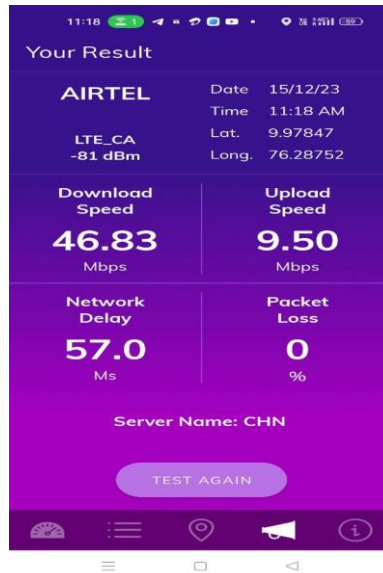 11:18
Your Result
AIRTEL
LTE_CA
-81 dBm
Date 15/12/23
Time 11:18 AM
Lat. 9.97847
Long. 76.28752
Download
Speed
46.83
Mbps
Upload
Speed
9.50
Mbps
Network
Delay
57.0
Ms
Packet
Loss
0
%
Server Name: CHN
TEST AGAIN